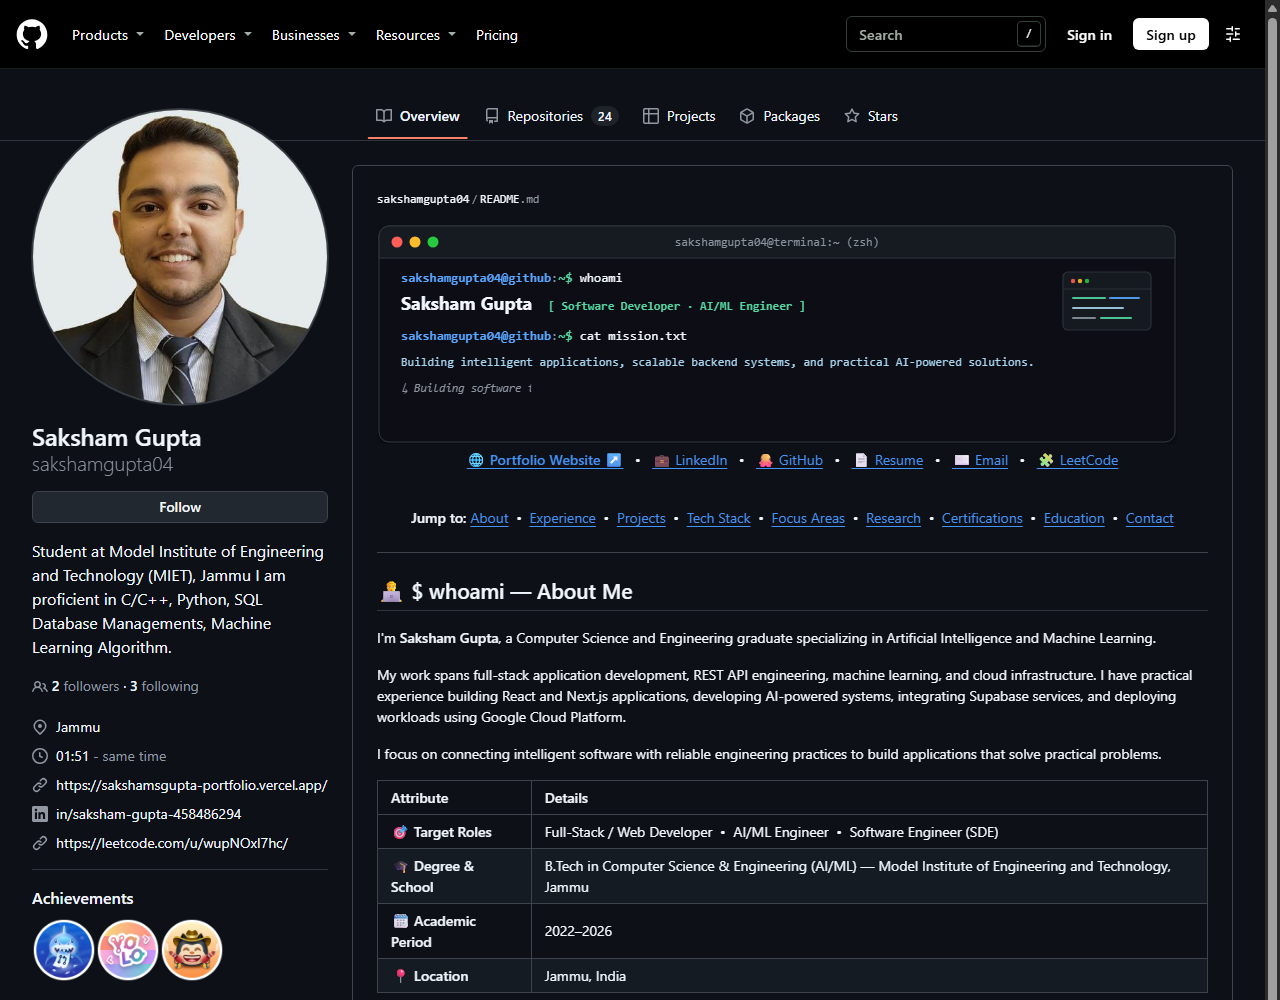 Products Developers Businesses Resources Pricing Search / Sign in Sign up
Overview Repositories 24 Projects Packages Stars
sakshamgupta04/README.md
sakshamgupta04@terminal:~ (zsh)
sakshamgupta04@github:~$ whoami
Saksham Gupta [ Software Developer · AI/ML Engineer ]
sakshamgupta04@github:~$ cat mission.txt
Building intelligent applications, scalable backend systems, and practical AI-powered solutions.
↳ Building software t
🌐 Portfolio Website ↗️ • 💼 LinkedIn • 🐙 GitHub • 📄 Resume • ✉️ Email • 🧩 LeetCode
Jump to: About • Experience • Projects • Tech Stack • Focus Areas • Research • Certifications • Education • Contact
🧑‍💻 $ whoami — About Me
I'm Saksham Gupta, a Computer Science and Engineering graduate specializing in Artificial Intelligence and Machine Learning.
My work spans full-stack application development, REST API engineering, machine learning, and cloud infrastructure. I have practical
experience building React and Next.js applications, developing AI-powered systems, integrating Supabase services, and deploying
workloads using Google Cloud Platform.
I focus on connecting intelligent software with reliable engineering practices to build applications that solve practical problems.
Attribute Details
🎯 Target Roles Full-Stack / Web Developer • AI/ML Engineer • Software Engineer (SDE)
🎓 Degree &
School
B.Tech in Computer Science & Engineering (AI/ML) — Model Institute of Engineering and Technology,
Jammu
🗓️ Academic
Period
2022–2026
📍 Location Jammu, India
Saksham Gupta
sakshamgupta04
Follow
Student at Model Institute of Engineering
and Technology (MIET), Jammu I am
proficient in C/C++, Python, SQL
Database Managements, Machine
Learning Algorithm.
2 followers · 3 following
Jammu
01:51 - same time
https://sakshamsgupta-portfolio.vercel.app/
in/saksham-gupta-458486294
https://leetcode.com/u/wupNOxl7hc/
Achievements
YOLO